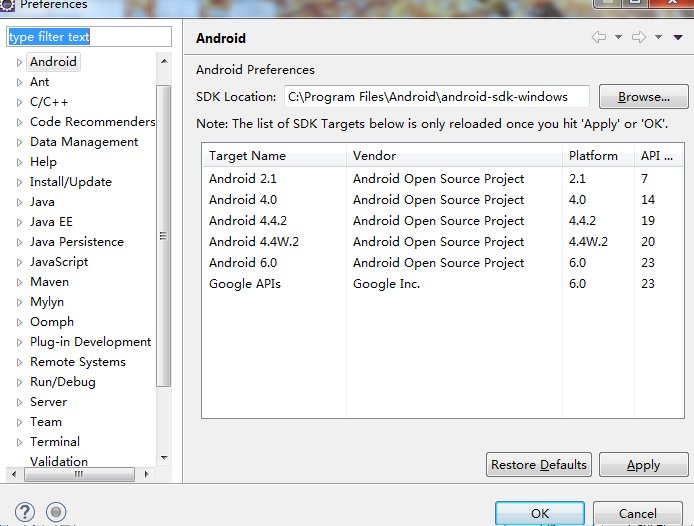 Preferences
type filter text
Android
Ant
C/C++
Code Recommenders
Data Management
Help
Install/Update
Java
Java EE
Java Persistence
JavaScript
Maven
Mylyn
Oomph
Plug-in Development
Remote Systems
Run/Debug
Server
Team
Terminal
Validation
Android
Android Preferences
SDK Location: C:\Program Files\Android\android-sdk-windows Browse...
Note: The list of SDK Targets below is only reloaded once you hit 'Apply' or 'OK'.
Target Name Vendor Platform API ...
Android 2.1 Android Open Source Project 2.1 7
Android 4.0 Android Open Source Project 4.0 14
Android 4.4.2 Android Open Source Project 4.4.2 19
Android 4.4W.2 Android Open Source Project 4.4W.2 20
Android 6.0 Android Open Source Project 6.0 23
Google APIs Google Inc. 6.0 23
Restore Defaults Apply
OK Cancel